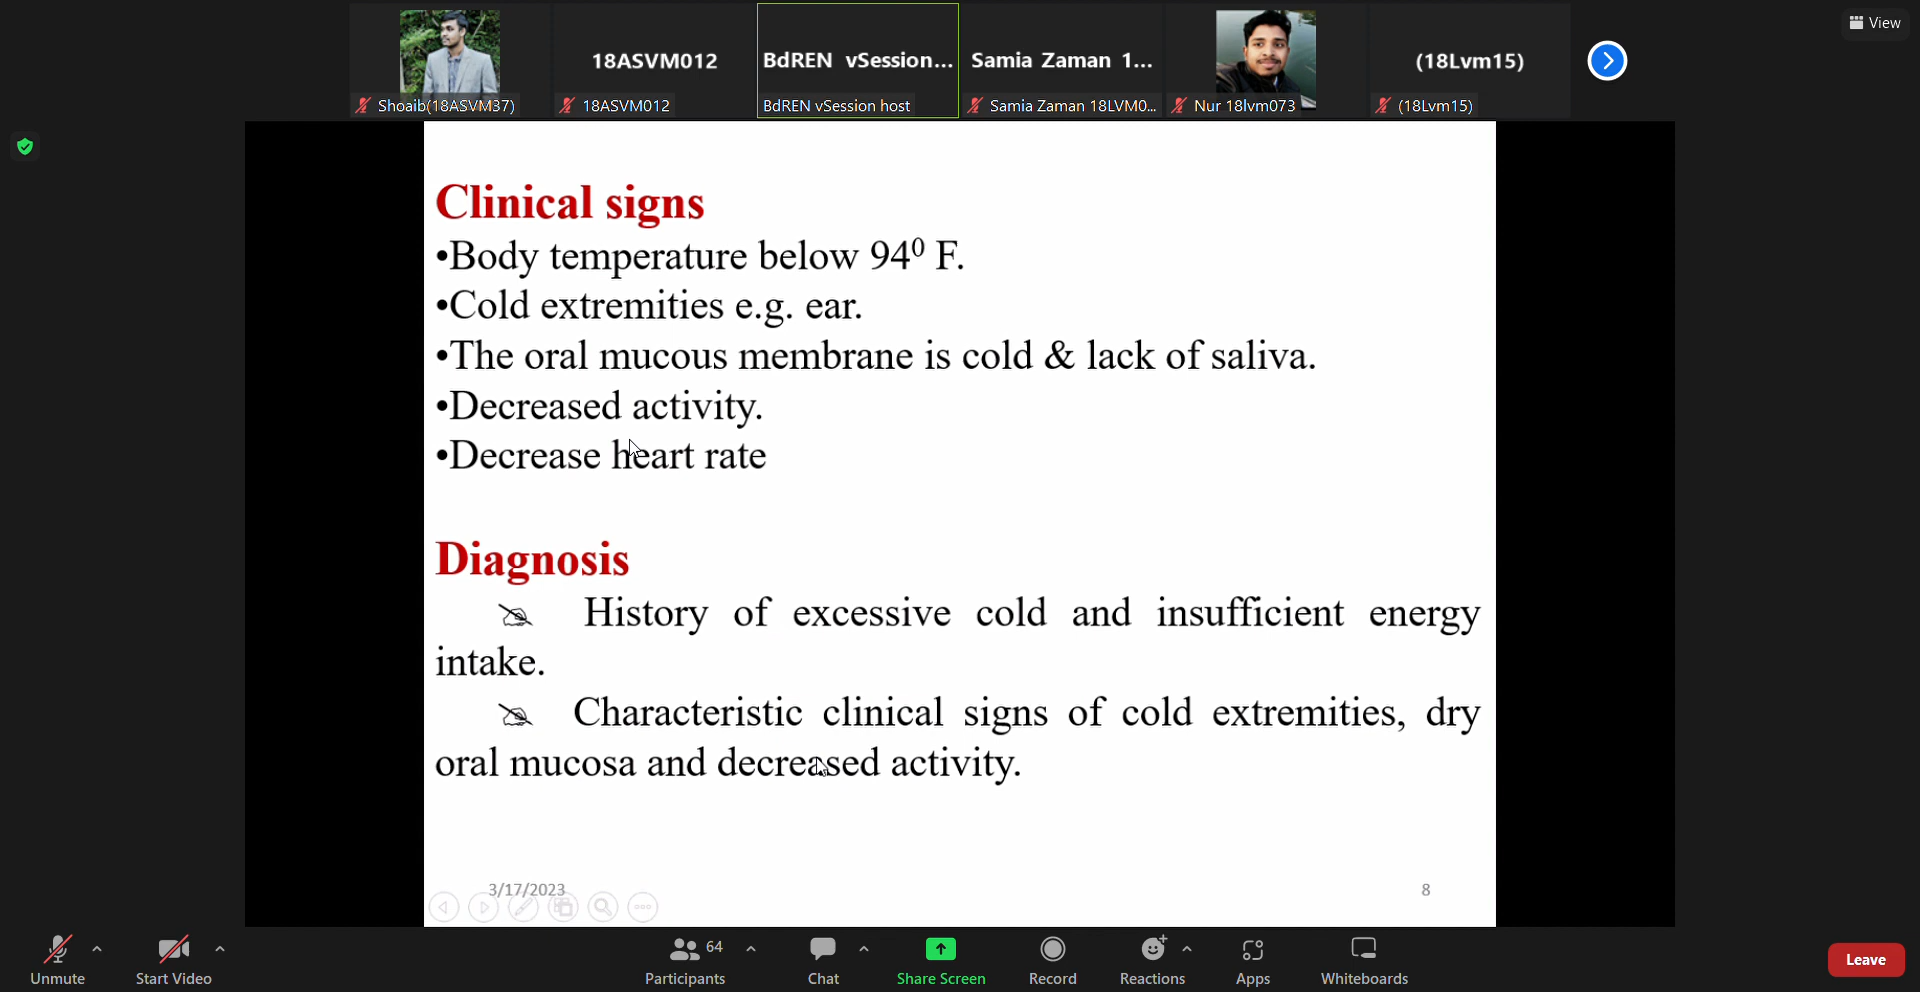 View
18ASVM012
BdREN vSession...
Samia Zaman 1...
(18Lvm15)
Shoaib(18ASVM37)
18ASVM012
BdREN vSession host
Samia Zaman 18LVM0...
Nur 18lvm073
(18Lvm15)
Clinical signs
•Body temperature below 94⁰ F.
•Cold extremities e.g. ear.
•The oral mucous membrane is cold & lack of saliva.
•Decreased activity.
•Decrease heart rate
Diagnosis
History of excessive cold and insufficient energy
intake.
Characteristic clinical signs of cold extremities, dry
oral mucosa and decreased activity.
3/17/2023
8
64
Unmute
Start Video
Participants
Chat
Share Screen
Record
Reactions
Apps
Whiteboards
Leave